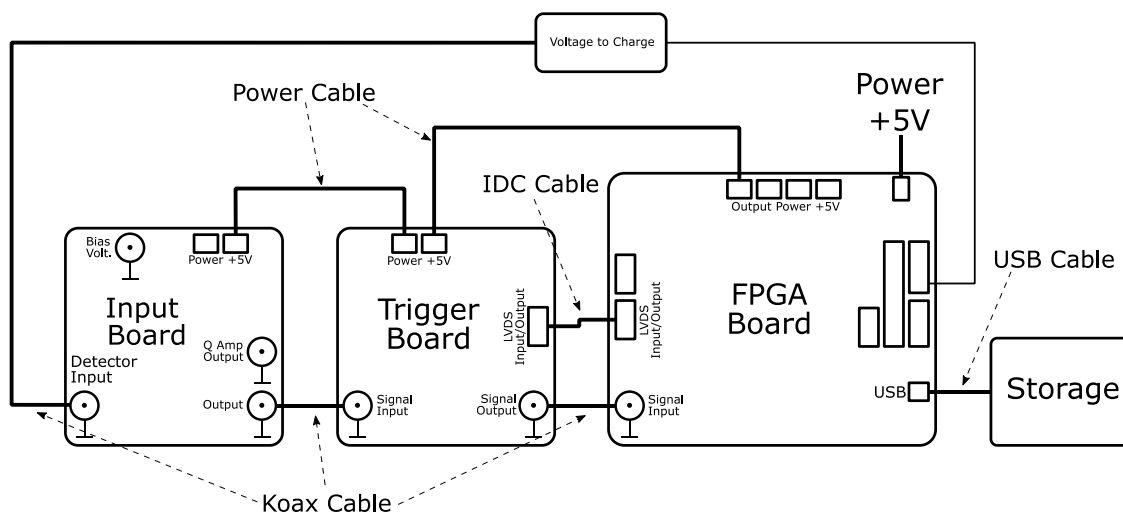 Voltage to Charge
Power Cable
Power
+5V
IDC Cable
Output Power +5V
Bias
Volt.
Power +5V
Power +5V
USB Cable
Input
Board
Trigger
Board
LVDS
Input/Output
LVDS
Input/Output
FPGA
Board
Q Amp
Output
Detector
Input
Output
Signal
Input
Signal
Output
Signal
Input
USB
Storage
Koax Cable